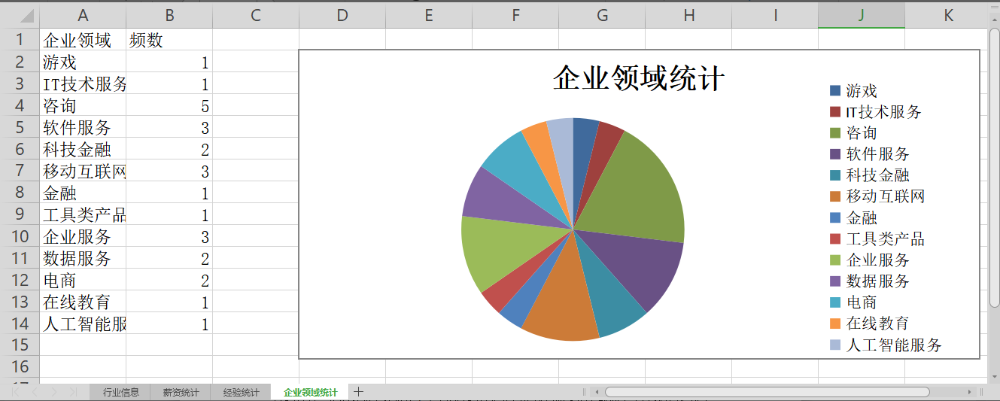 A B C D E F G H I J K
1 企业领域 频数
2 游戏 1
3 IT技术服务 1
4 咨询 5
5 软件服务 3
6 科技金融 2
7 移动互联网 3
8 金融 1
9 工具类产品 1
10 企业服务 3
11 数据服务 2
12 电商 2
13 在线教育 1
14 人工智能服 1
15
16
企业领域统计
游戏
IT技术服务
咨询
软件服务
科技金融
移动互联网
金融
工具类产品
企业服务
数据服务
电商
在线教育
人工智能服务
行业信息 薪资统计 经验统计 企业领域统计